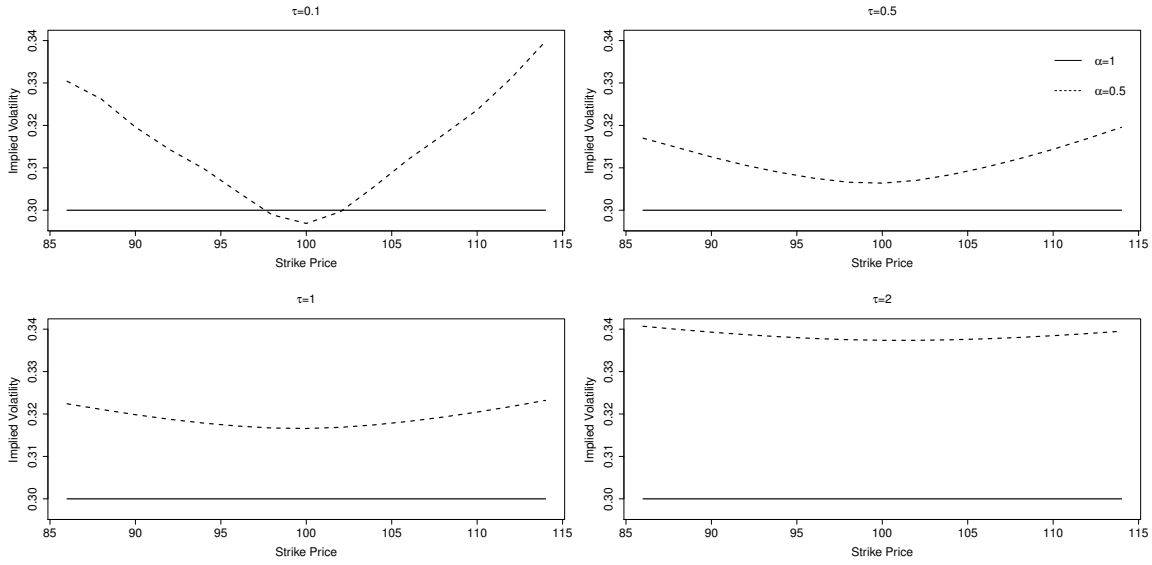 τ=0.1
Implied Volatility
0.30 0.31 0.32 0.33 0.34
85 90 95 100 105 110 115
Strike Price
τ=0.5
Implied Volatility
0.30 0.31 0.32 0.33 0.34
α=1
α=0.5
85 90 95 100 105 110 115
Strike Price
τ=1
Implied Volatility
0.30 0.31 0.32 0.33 0.34
85 90 95 100 105 110 115
Strike Price
τ=2
Implied Volatility
0.30 0.31 0.32 0.33 0.34
85 90 95 100 105 110 115
Strike Price